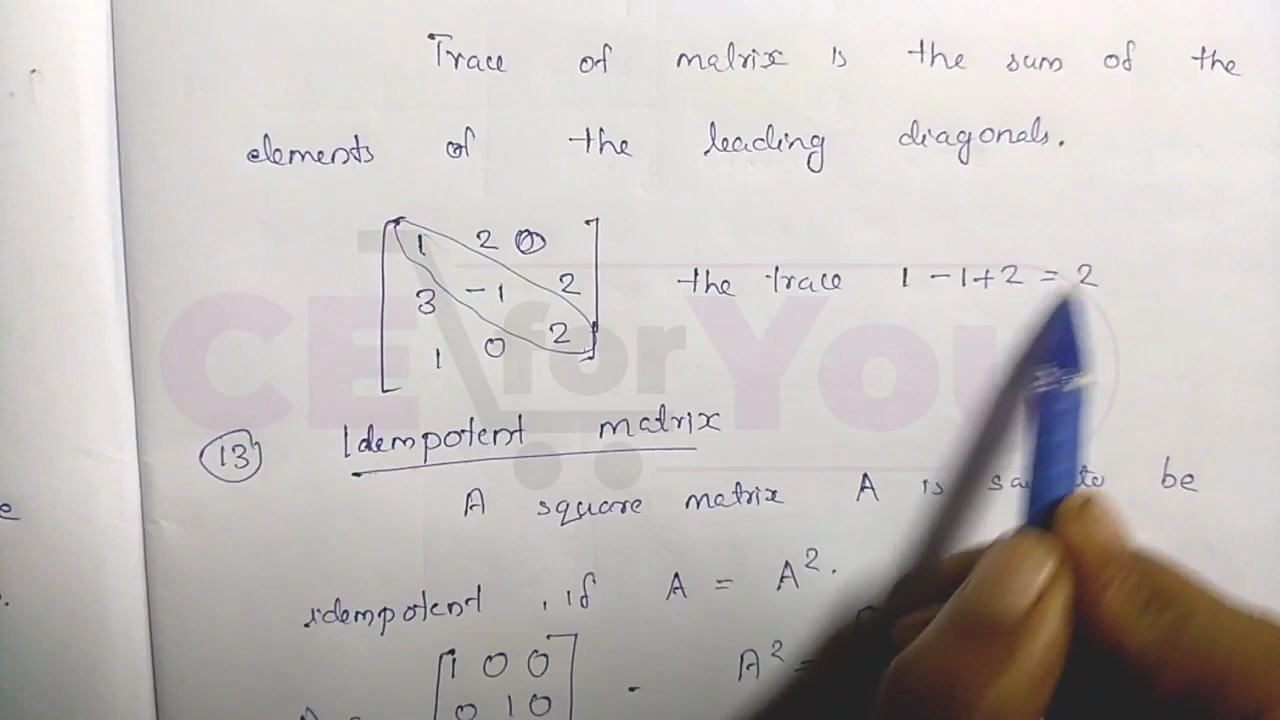 Trace of matrix is the sum of the
elements of the leading diagonals.
1 2 0
3 -1 2
1 0 2
the trace 1 - 1 + 2 = 2
CE for You
13 Idempotent matrix
A square matrix A is to be
idempotent , if A = A².
1 0 0
A² =
0 1 0
e